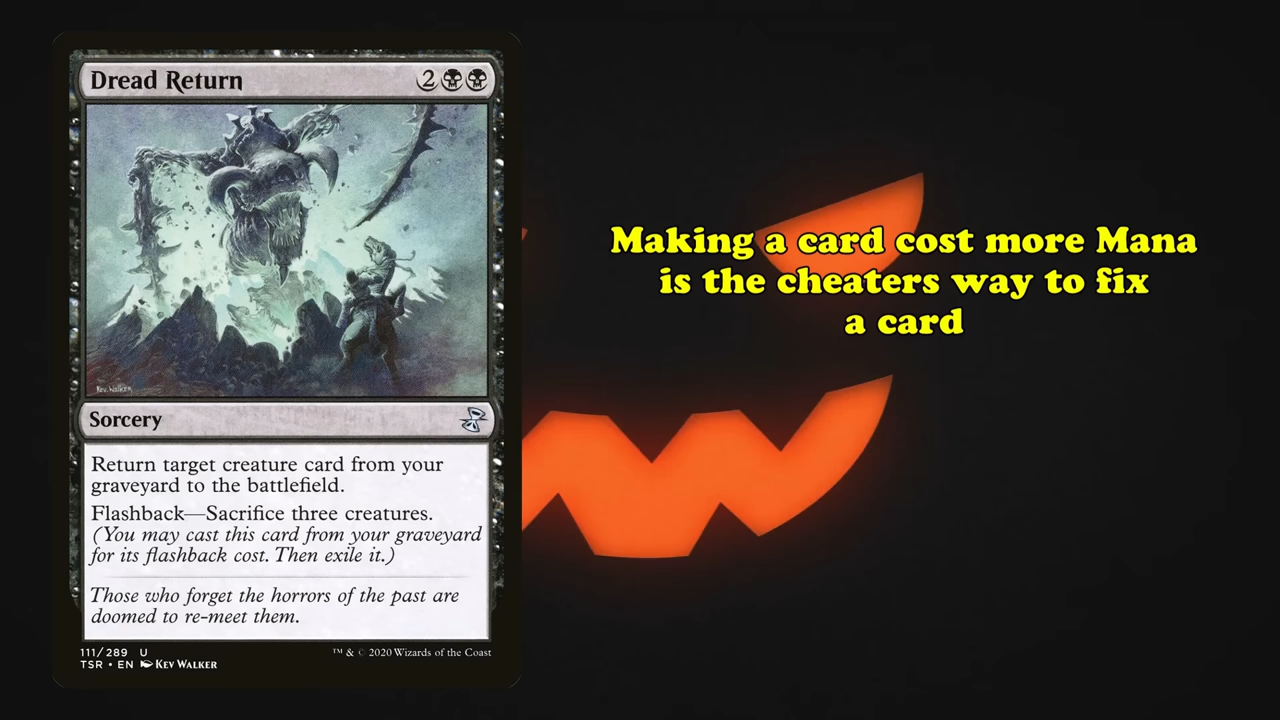 Dread Return
2
Kev. Walker
Sorcery
Return target creature card from your
graveyard to the battlefield.
Flashback—Sacrifice three creatures.
(You may cast this card from your graveyard
for its flashback cost. Then exile it.)
Those who forget the horrors of the past are
doomed to re-meet them.
111/289 U
TSR • EN Kev Walker
™ & © 2020 Wizards of the Coast
Making a card cost more Mana
is the cheaters way to fix
a card